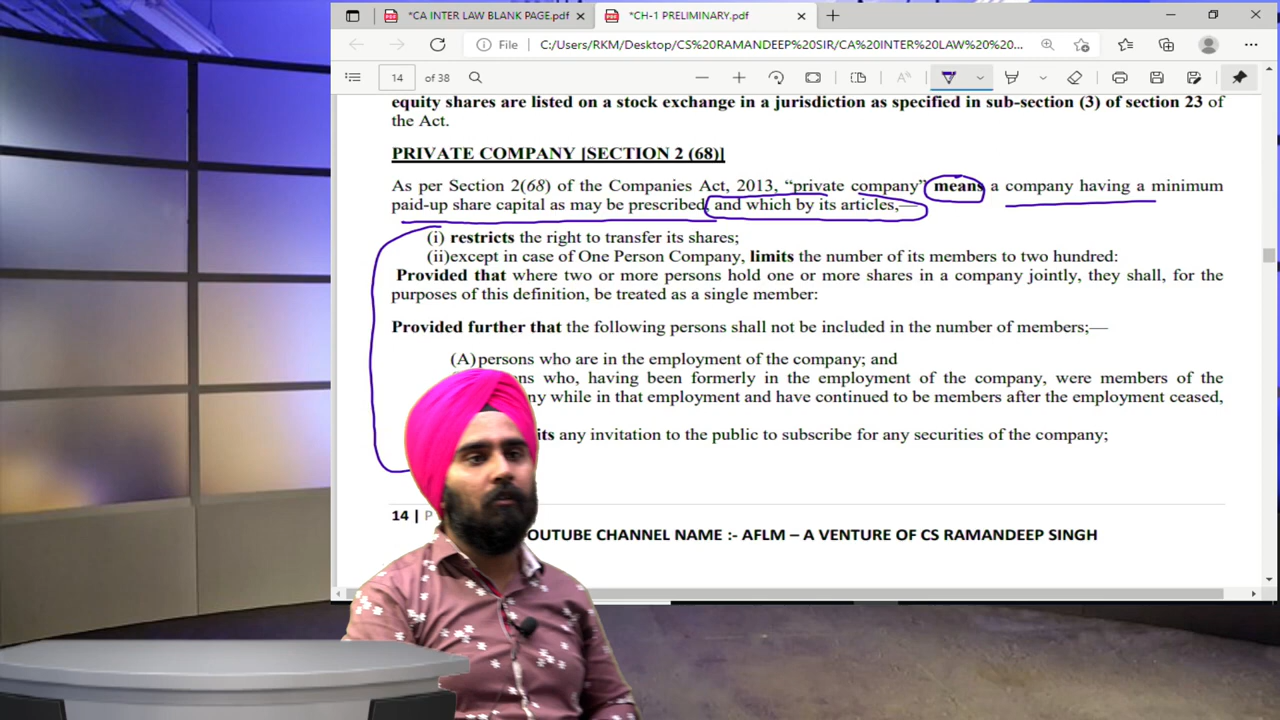 *CA INTER LAW BLANK PAGE.pdf
*CH-1 PRELIMINARY.pdf
File
C:/Users/RKM/Desktop/CS%20RAMANDEEP%20SIR/CA%20INTER%20LAW%20%20...
14 of 38
equity shares are listed on a stock exchange in a jurisdiction as specified in sub-section (3) of section 23 of
the Act.
PRIVATE COMPANY [SECTION 2 (68)]
As per Section 2(68) of the Companies Act, 2013, “private company” means a company having a minimum
paid-up share capital as may be prescribed, and which by its articles,—
(i) restricts the right to transfer its shares;
(ii)except in case of One Person Company, limits the number of its members to two hundred:
Provided that where two or more persons hold one or more shares in a company jointly, they shall, for the
purposes of this definition, be treated as a single member:
Provided further that the following persons shall not be included in the number of members;—
(A)persons who are in the employment of the company; and
who, having been formerly in the employment of the company, were members of the
while in that employment and have continued to be members after the employment ceased,
any invitation to the public to subscribe for any securities of the company;
14 | P
OUTUBE CHANNEL NAME :- AFLM – A VENTURE OF CS RAMANDEEP SINGH